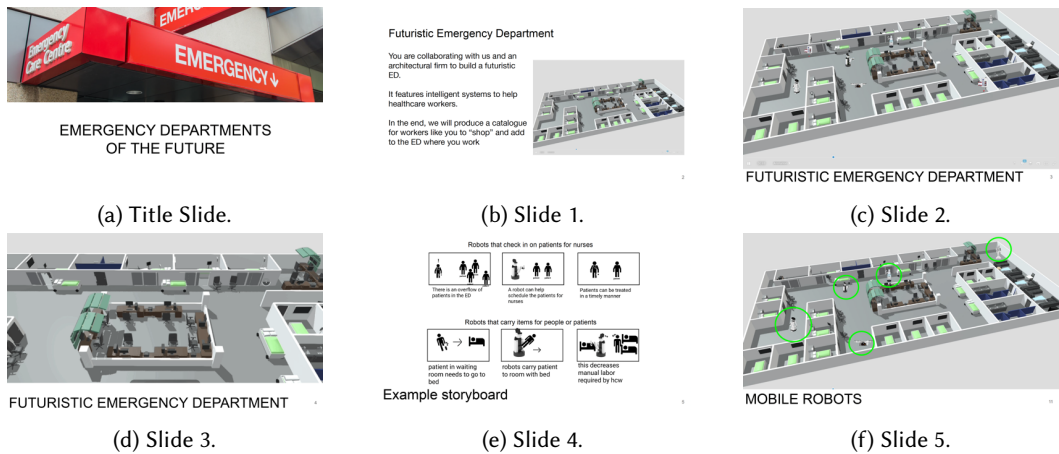 Emergency
Care Centre
EMERGENCY
EMERGENCY↓
EMERGENCY DEPARTMENTS
OF THE FUTURE
(a) Title Slide.
Futuristic Emergency Department
You are collaborating with us and an
architectural firm to build a futuristic
ED.
It features intelligent systems to help
healthcare workers.
In the end, we will produce a catalogue
for workers like you to “shop” and add
to the ED where you work
2
(b) Slide 1.
FUTURISTIC EMERGENCY DEPARTMENT
3
(c) Slide 2.
FUTURISTIC EMERGENCY DEPARTMENT
4
(d) Slide 3.
Robots that check in on patients for nurses
There is an overflow of
patients in the ED
A robot can help
schedule the patients for
nurses
Patients can be treated
in a timely manner
Robots that carry items for people or patients
patient in waiting
room needs to go to
bed
robots carry patient
to room with bed
this decreases
manual labor
required by hcw
Example storyboard
(e) Slide 4.
MOBILE ROBOTS
11
(f) Slide 5.